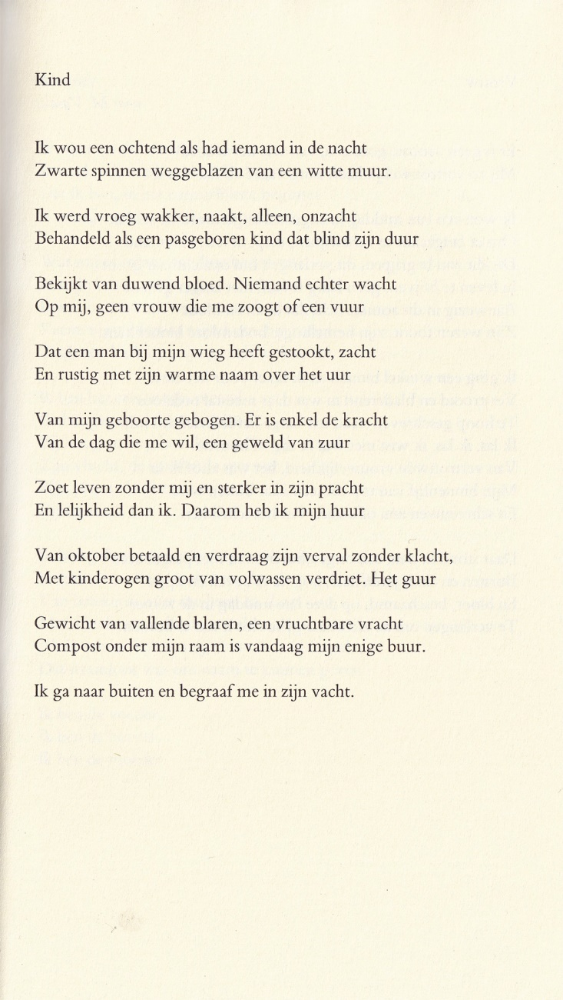 Kind
Ik wou een ochtend als had iemand in de nacht
Zwarte spinnen weggeblazen van een witte muur.
Ik werd vroeg wakker, naakt, alleen, onzacht
Behandeld als een pasgeboren kind dat blind zijn duur
Bekijkt van duwend bloed. Niemand echter wacht
Op mij, geen vrouw die me zoogt of een vuur
Dat een man bij mijn wieg heeft gestookt, zacht
En rustig met zijn warme naam over het uur
Van mijn geboorte gebogen. Er is enkel de kracht
Van de dag die me wil, een geweld van zuur
Zoet leven zonder mij en sterker in zijn pracht
En lelijkheid dan ik. Daarom heb ik mijn huur
Van oktober betaald en verdraag zijn verval zonder klacht,
Met kinderogen groot van volwassen verdriet. Het guur
Gewicht van vallende blaren, een vruchtbare vracht
Compost onder mijn raam is vandaag mijn enige buur.
Ik ga naar buiten en begraaf me in zijn vacht.